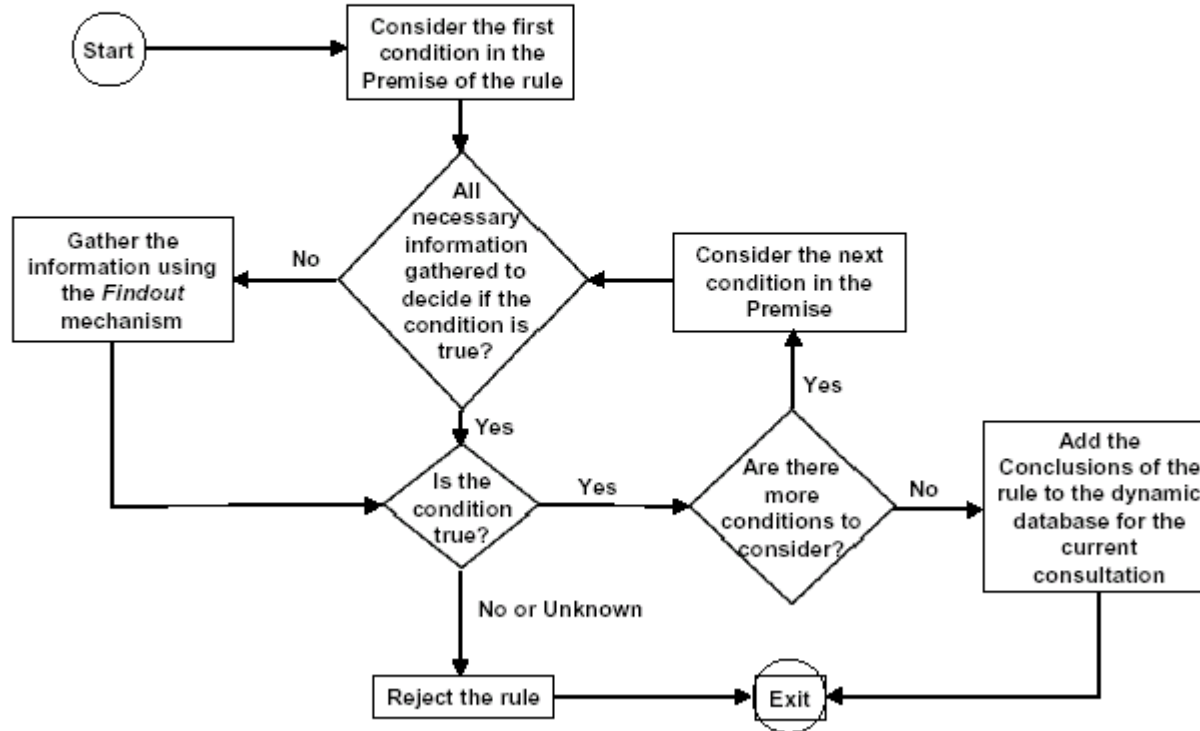 Start
Consider the first
condition in the
Premise of the rule
All
necessary
information
gathered to
decide if the
condition is
true?
No
Gather the
information using
the Findout
mechanism
Consider the next
condition in the
Premise
Yes
Yes
Is the
condition
true?
Yes
Are there
more
conditions to
consider?
No
Add the
Conclusions of the
rule to the dynamic
database for the
current
consultation
No or Unknown
Reject the rule
Exit